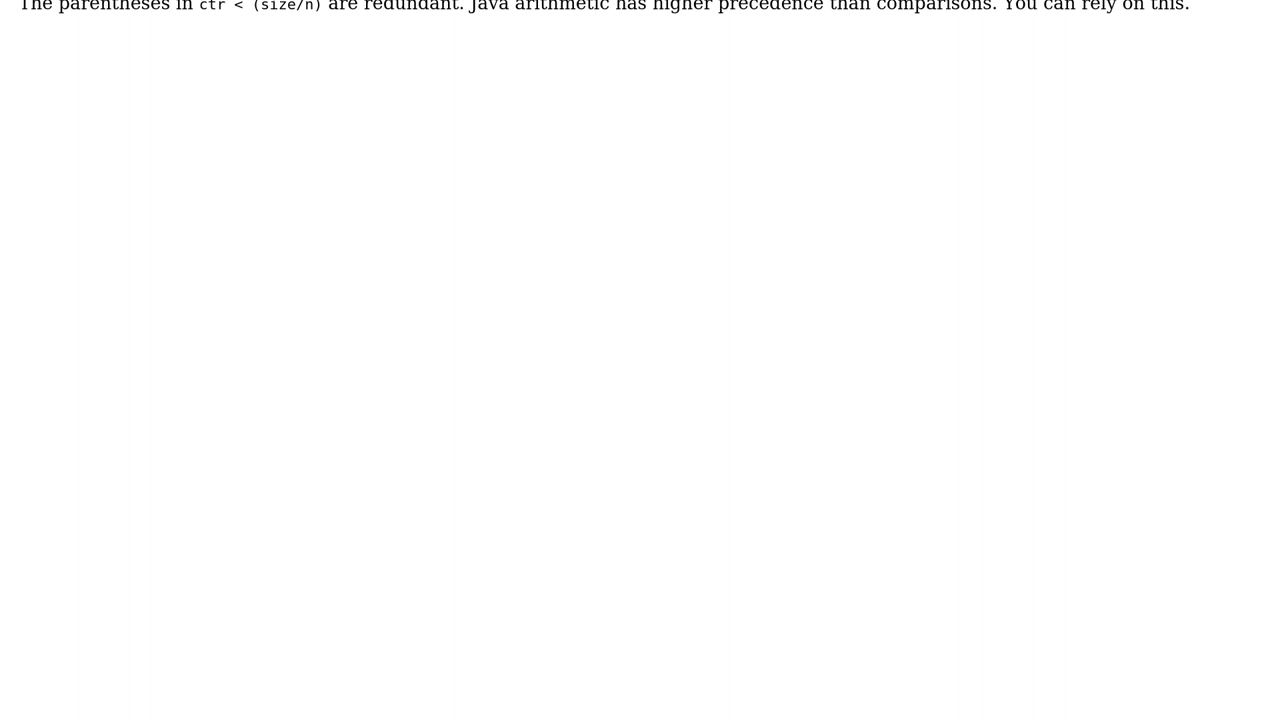 The parentheses in ctr < (size/n) are redundant. Java arithmetic has higher precedence than comparisons. You can rely on this.